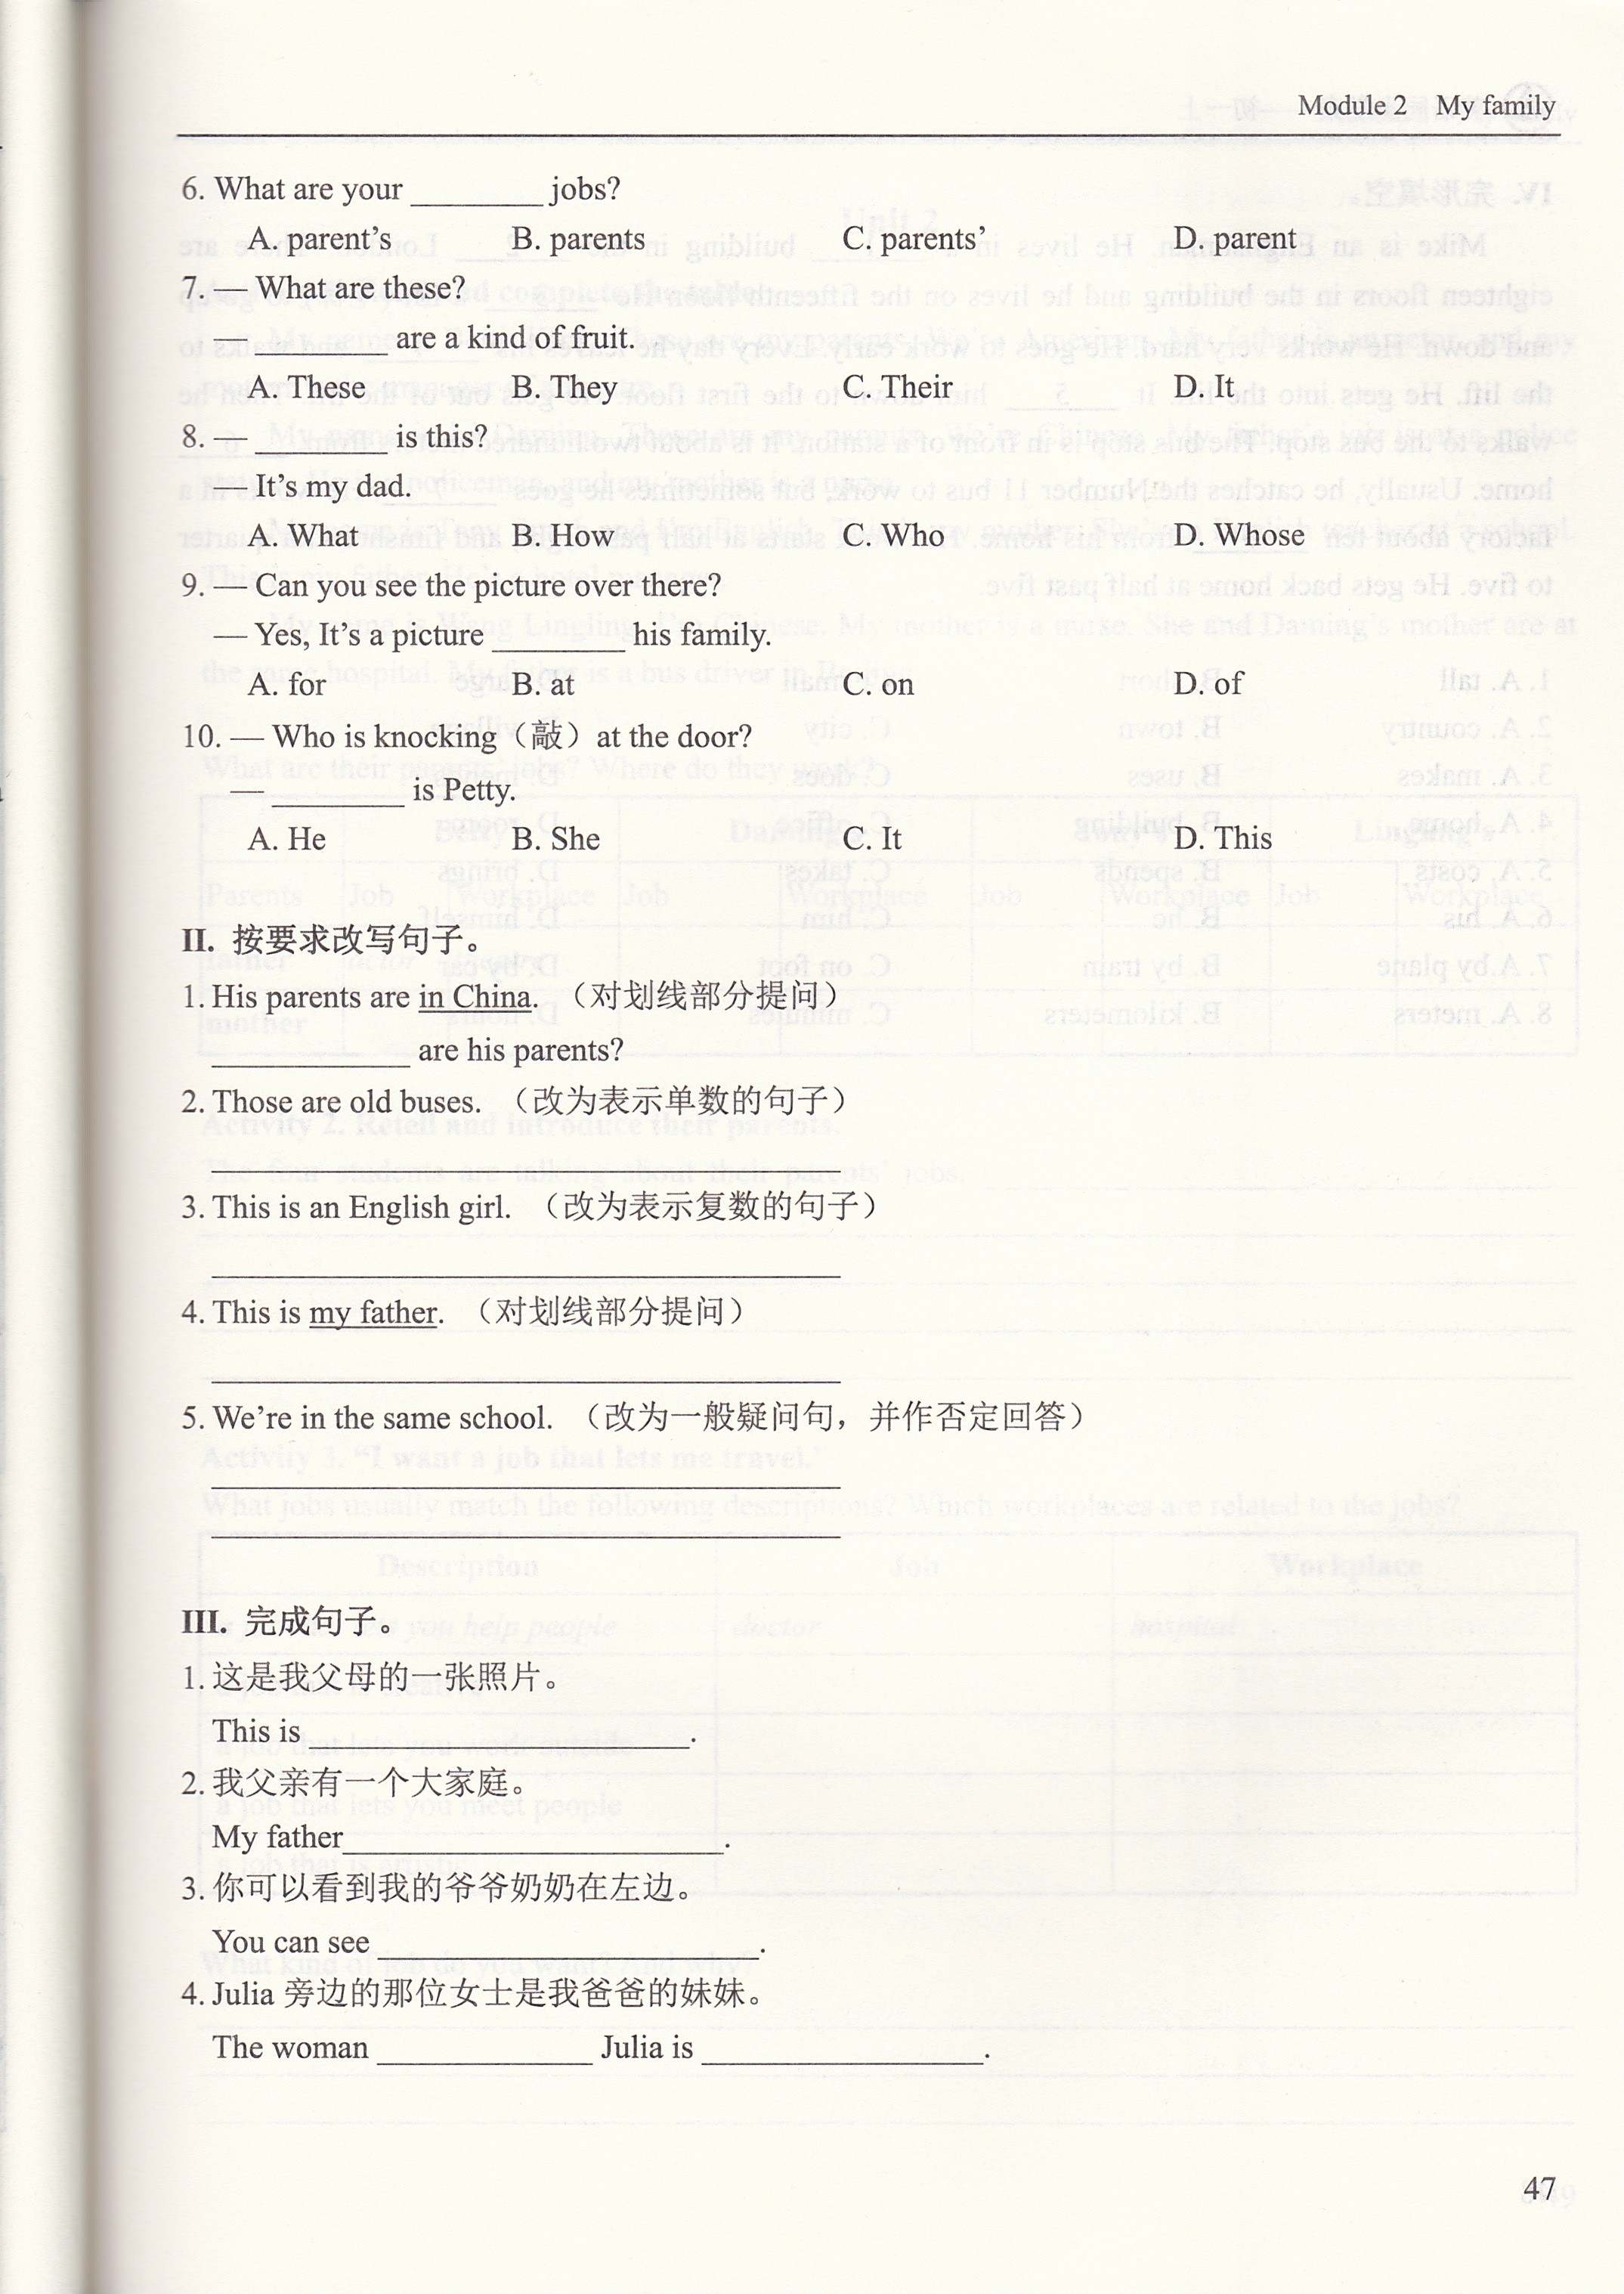 Module 2 My family
6. What are your ________ jobs?
A. parent’s B. parents C. parents’ D. parent
7. — What are these?
— ________ are a kind of fruit.
A. These B. They C. Their D. It
8. — ________ is this?
— It’s my dad.
A. What B. How C. Who D. Whose
9. — Can you see the picture over there?
— Yes, It’s a picture ________ his family.
A. for B. at C. on D. of
10. — Who is knocking（敲）at the door?
— ________ is Petty.
A. He B. She C. It D. This
II. 按要求改写句子。
1. His parents are in China. （对划线部分提问）
____________ are his parents?
2. Those are old buses. （改为表示单数的句子）
3. This is an English girl. （改为表示复数的句子）
4. This is my father. （对划线部分提问）
5. We’re in the same school. （改为一般疑问句，并作否定回答）
III. 完成句子。
1. 这是我父母的一张照片。
This is ________________________.
2. 我父亲有一个大家庭。
My father________________________.
3. 你可以看到我的爷爷奶奶在左边。
You can see ________________________.
4. Julia 旁边的那位女士是我爸爸的妹妹。
The woman _____________ Julia is _________________.
47